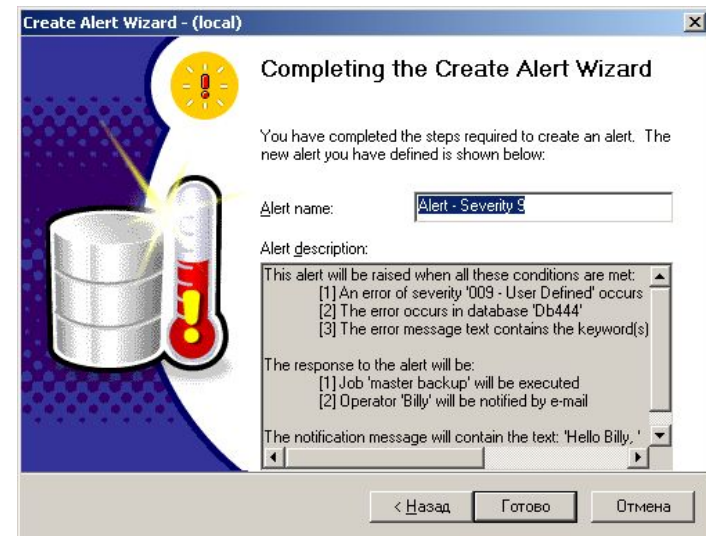 Create Alert Wizard - (local)
Completing the Create Alert Wizard
You have completed the steps required to create an alert. The
new alert you have defined is shown below:
Alert name:
Alert - Severity 9
Alert description:
This alert will be raised when all these conditions are met:
[1] An error of severity '009 - User Defined' occurs
[2] The error occurs in database 'Db444'
[3] The error message text contains the keyword(s)
The response to the alert will be:
[1] Job 'master backup' will be executed
[2] Operator 'Billy' will be notified by e-mail
The notification message will contain the text: 'Hello Billy, '
< Назад
Готово
Отмена